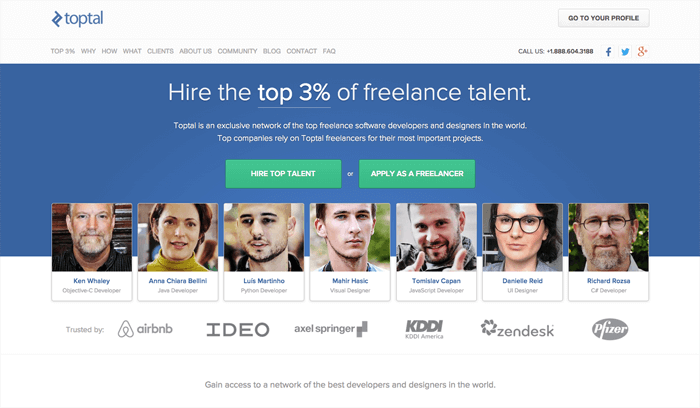 toptal
GO TO YOUR PROFILE
TOP 3% WHY HOW WHAT CLIENTS ABOUT US COMMUNITY BLOG CONTACT FAQ
CALL US: +1.888.604.3188
Hire the top 3% of freelance talent.
Toptal is an exclusive network of the top freelance software developers and designers in the world.
Top companies rely on Toptal freelancers for their most important projects.
HIRE TOP TALENT or APPLY AS A FREELANCER
Ken Whaley
Objective-C Developer
Anna Chiara Bellini
Java Developer
Luís Martinho
Python Developer
Mahir Hasic
Visual Designer
Tomislav Capan
JavaScript Developer
Danielle Reid
UI Designer
Richard Rozsa
C# Developer
Trusted by:
airbnb
IDEO
axel springer
KDDI
KDDI America
zendesk
Pfizer
Gain access to a network of the best developers and designers in the world.